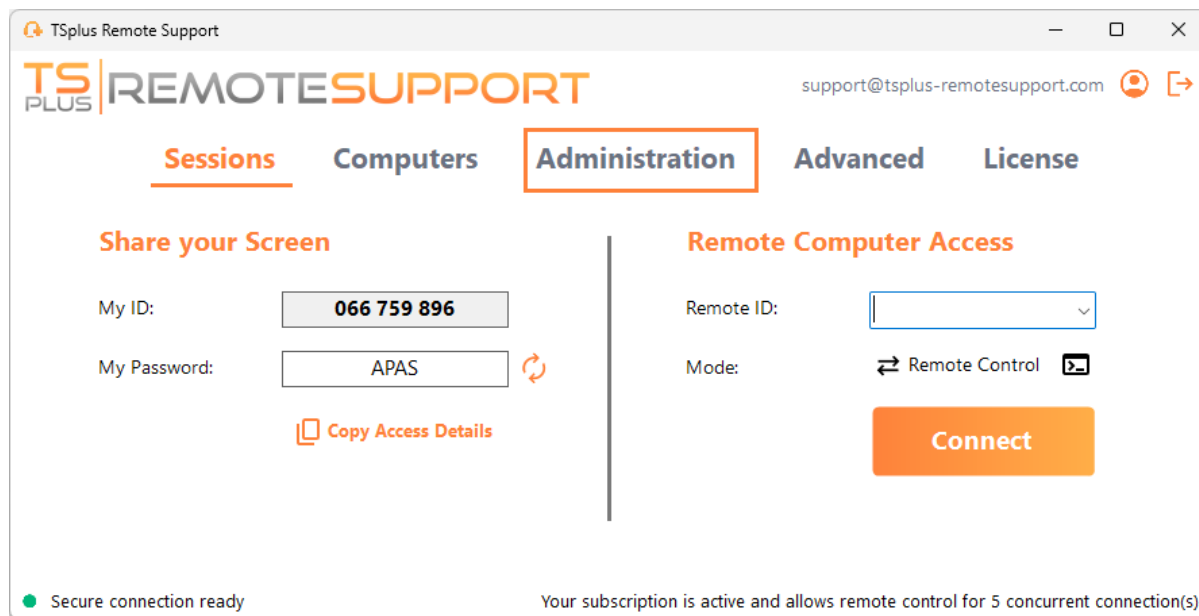 TSplus Remote Support
TS PLUS REMOTESUPPORT
support@tsplus-remotesupport.com
Sessions Computers Administration Advanced License
Share your Screen
My ID: 066 759 896
My Password: APAS
Copy Access Details
Remote Computer Access
Remote ID:
Mode: Remote Control
Connect
Secure connection ready
Your subscription is active and allows remote control for 5 concurrent connection(s)